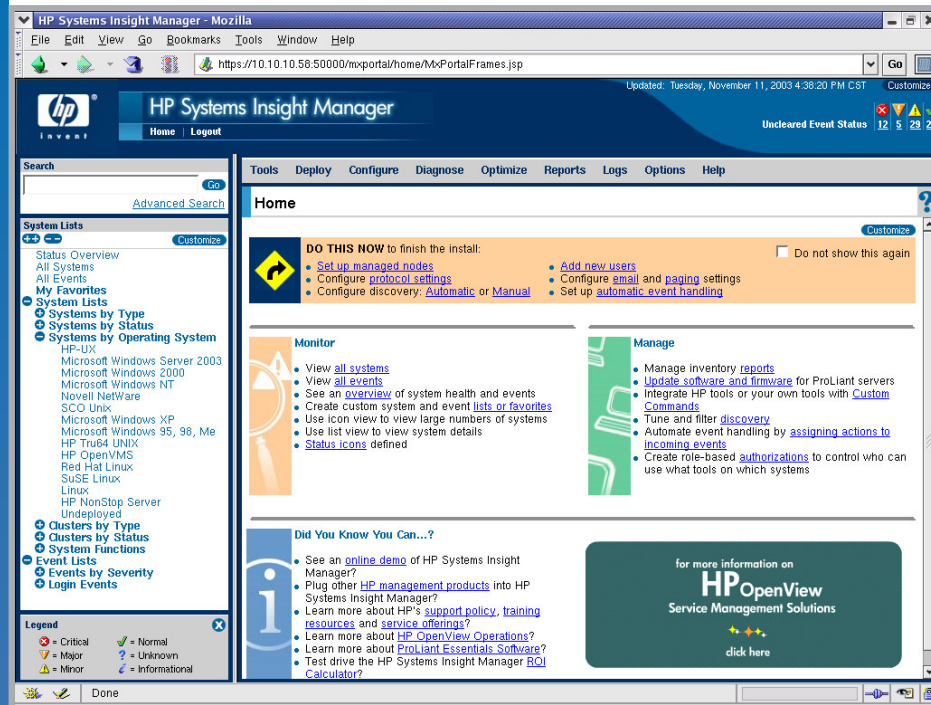 HP Systems Insight Manager - Mozilla
File Edit View Go Bookmarks Tools Window Help
https://10.10.10.58:50000/mxportal/home/MxPortalFrames.jsp Go
Updated: Tuesday, November 11, 2003 4:38:20 PM CST Customize
hp
invent
HP Systems Insight Manager
Home | Logout
Uncleared Event Status 12 5 29
Search
Go
Advanced Search
System Lists
Customize
Status Overview
All Systems
All Events
My Favorites
System Lists
Systems by Type
Systems by Status
Systems by Operating System
HP-UX
Microsoft Windows Server 2003
Microsoft Windows 2000
Microsoft Windows NT
Novell NetWare
SCO Unix
Microsoft Windows XP
Microsoft Windows 95, 98, Me
HP Tru64 UNIX
HP OpenVMS
Red Hat Linux
SuSE Linux
Linux
HP NonStop Server
Undeployed
Clusters by Type
Clusters by Status
System Functions
Event Lists
Events by Severity
Login Events
Legend
= Critical = Normal
= Major ? = Unknown
= Minor i = Informational
Tools Deploy Configure Diagnose Optimize Reports Logs Options Help
Home ?
Customize
DO THIS NOW to finish the install:
Do not show this again
• Set up managed nodes
• Configure protocol settings
• Configure discovery: Automatic or Manual
• Add new users
• Configure email and paging settings
• Set up automatic event handling
Monitor
• View all systems
• View all events
• See an overview of system health and events
• Create custom system and event lists or favorites
• Use icon view to view large numbers of systems
• Use list view to view system details
• Status icons defined
Manage
• Manage inventory reports
• Update software and firmware for ProLiant servers
• Integrate HP tools or your own tools with Custom
Commands
• Tune and filter discovery
• Automate event handling by assigning actions to
incoming events
• Create role-based authorizations to control who can
use what tools on which systems
Did You Know You Can...?
• See an online demo of HP Systems Insight
Manager?
• Plug other HP management products into HP
Systems Insight Manager?
• Learn more about HP's support policy, training
resources and service offerings?
• Learn more about HP OpenView Operations?
• Learn more about ProLiant Essentials Software?
• Test drive the HP Systems Insight Manager ROI
Calculator?
for more information on
HP OpenView
Service Management Solutions
click here
Done